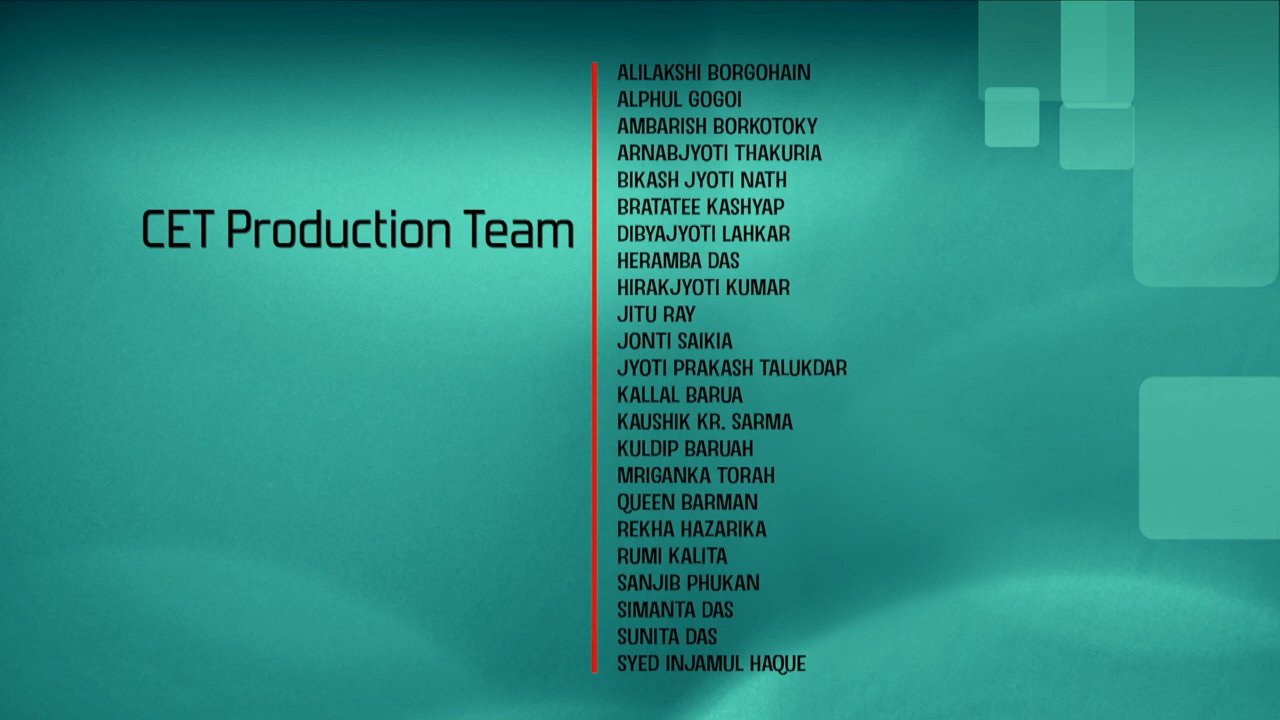 CET Production Team
ALILAKSHI BORGOHAIN
ALPHUL GOGOI
AMBARISH BORKOTOKY
ARNABJYOTI THAKURIA
BIKASH JYOTI NATH
BRATATEE KASHYAP
DIBYAJYOTI LAHKAR
HERAMBA DAS
HIRAKJYOTI KUMAR
JITU RAY
JONTI SAIKIA
JYOTI PRAKASH TALUKDAR
KALLAL BARUA
KAUSHIK KR. SARMA
KULDIP BARUAH
MRIGANKA TORAH
QUEEN BARMAN
REKHA HAZARIKA
RUMI KALITA
SANJIB PHUKAN
SIMANTA DAS
SUNITA DAS
SYED INJAMUL HAQUE